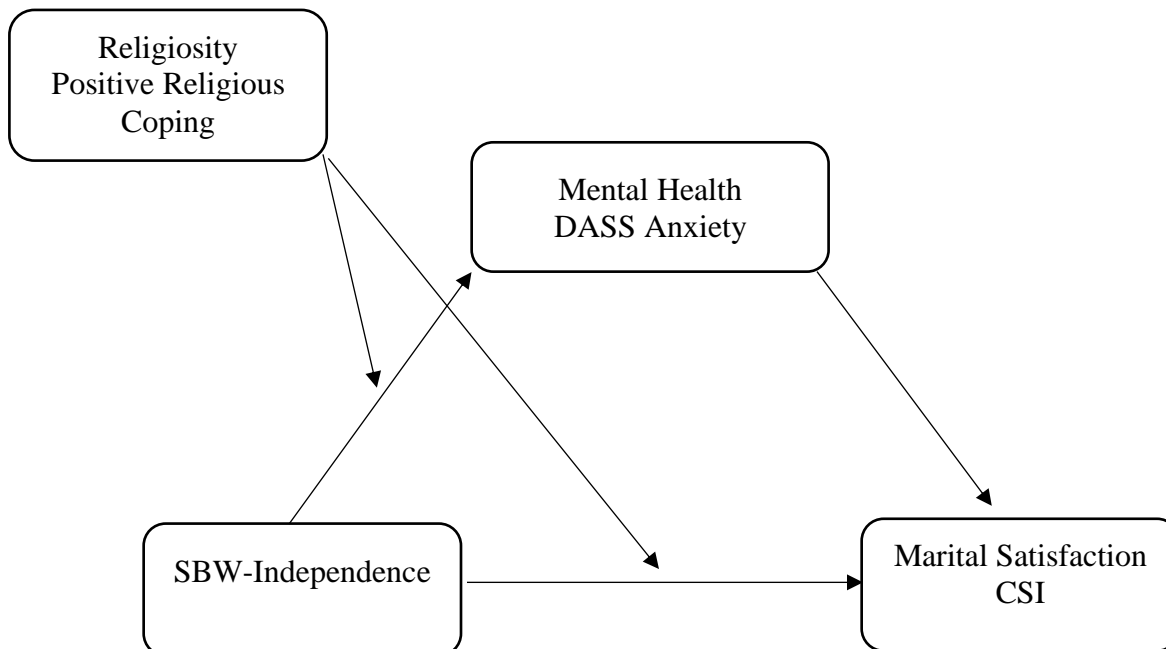 Religiosity
Positive Religious
Coping
Mental Health
DASS Anxiety
SBW-Independence
Marital Satisfaction
CSI